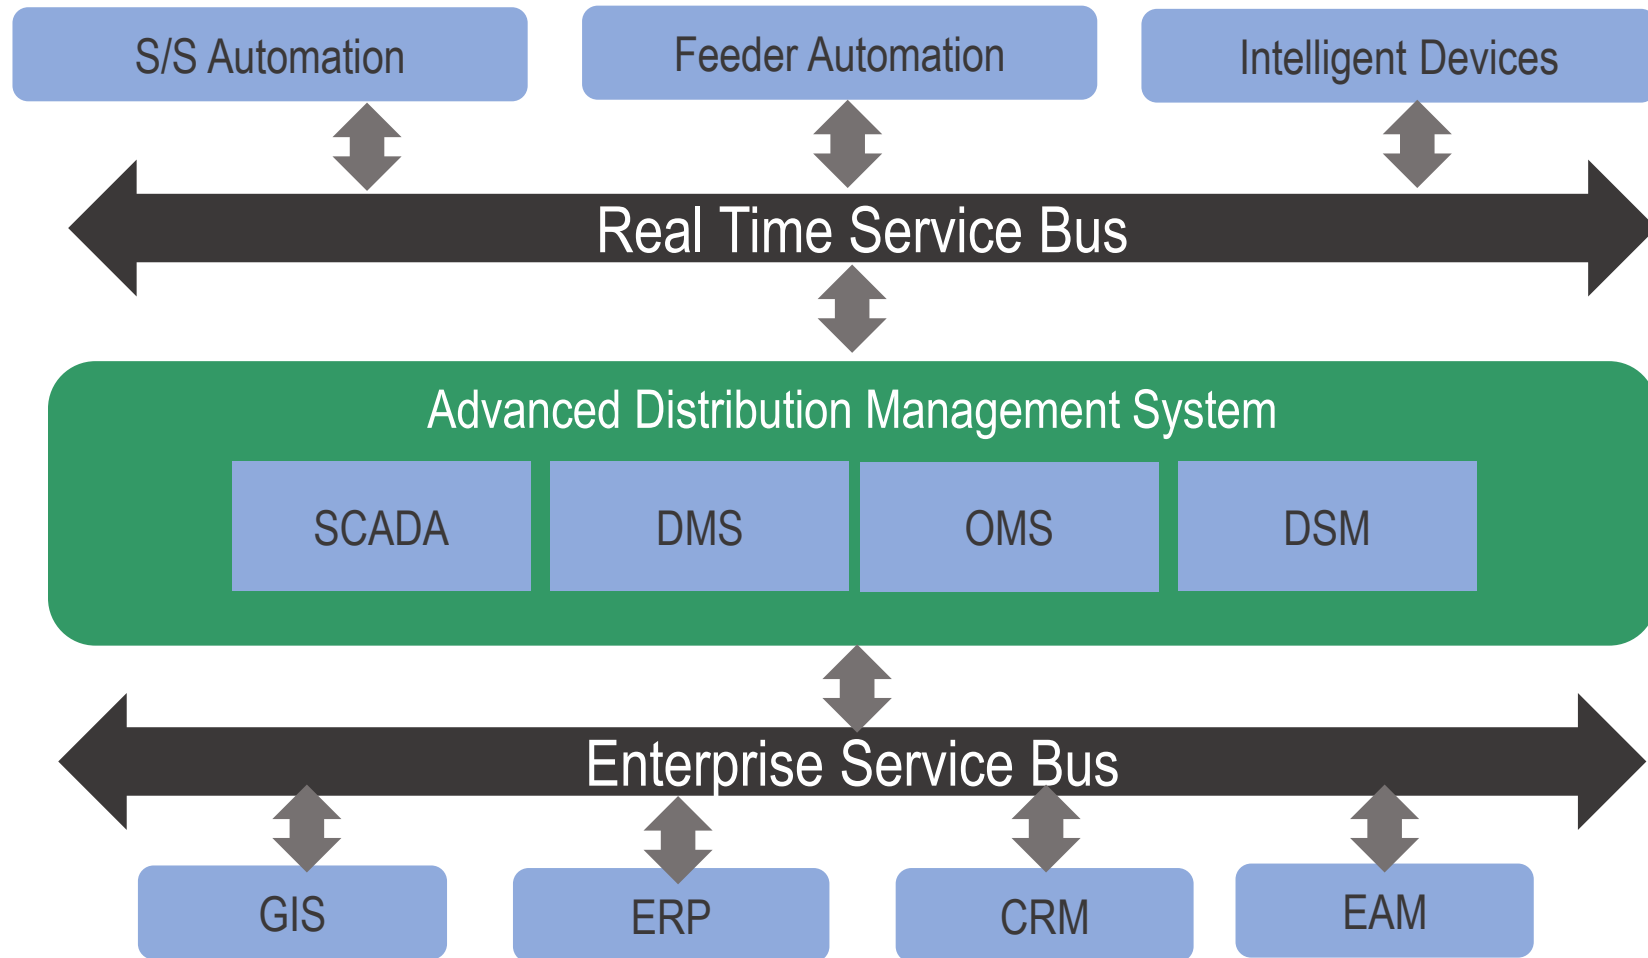 S/S Automation
Feeder Automation
Intelligent Devices
Real Time Service Bus
Advanced Distribution Management System
SCADA
DMS
OMS
DSM
Enterprise Service Bus
GIS
ERP
CRM
EAM